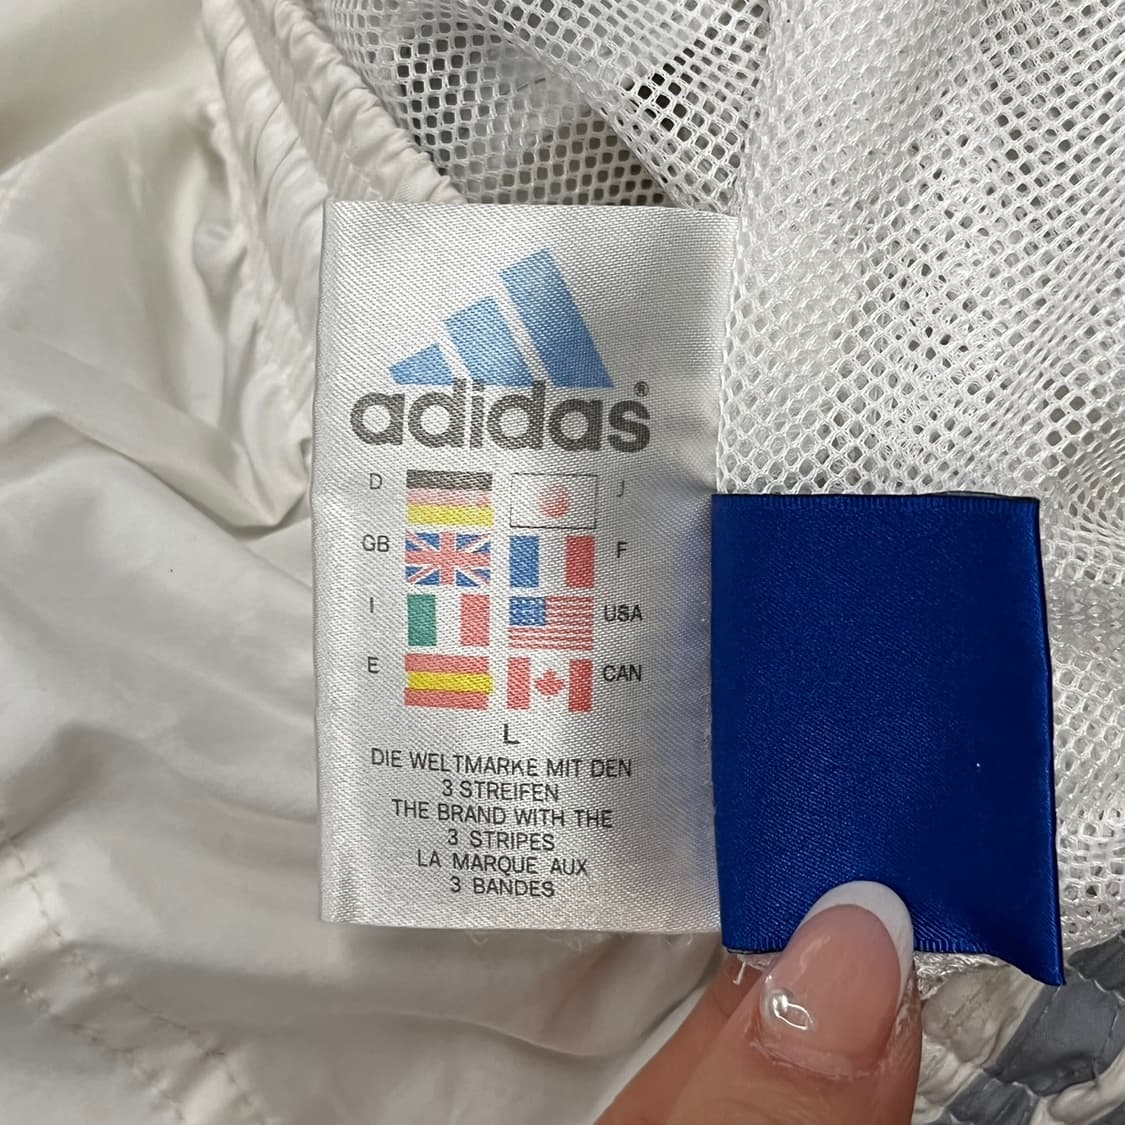 adidas®
D J
GB F
I USA
E CAN
L
DIE WELTMARKE MIT DEN
3 STREIFEN
THE BRAND WITH THE
3 STRIPES
LA MARQUE AUX
3 BANDES